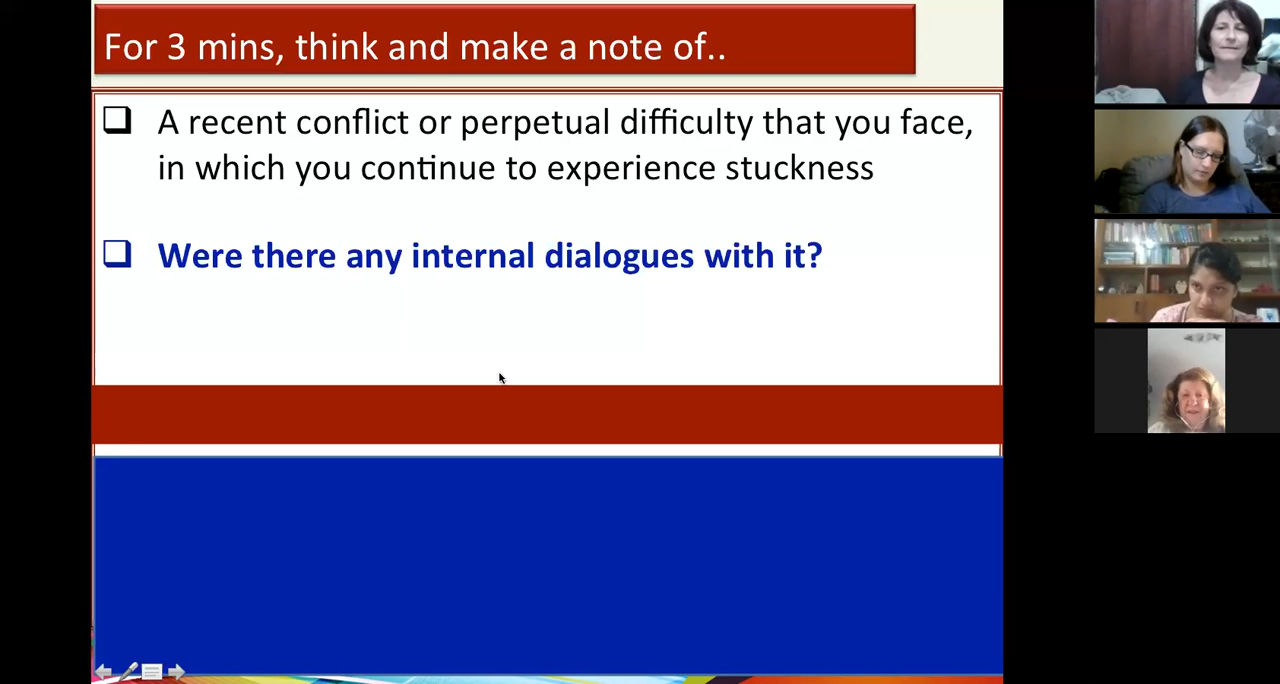 For 3 mins, think and make a note of..
A recent conflict or perpetual difficulty that you face,
in which you continue to experience stuckness
Were there any internal dialogues with it?